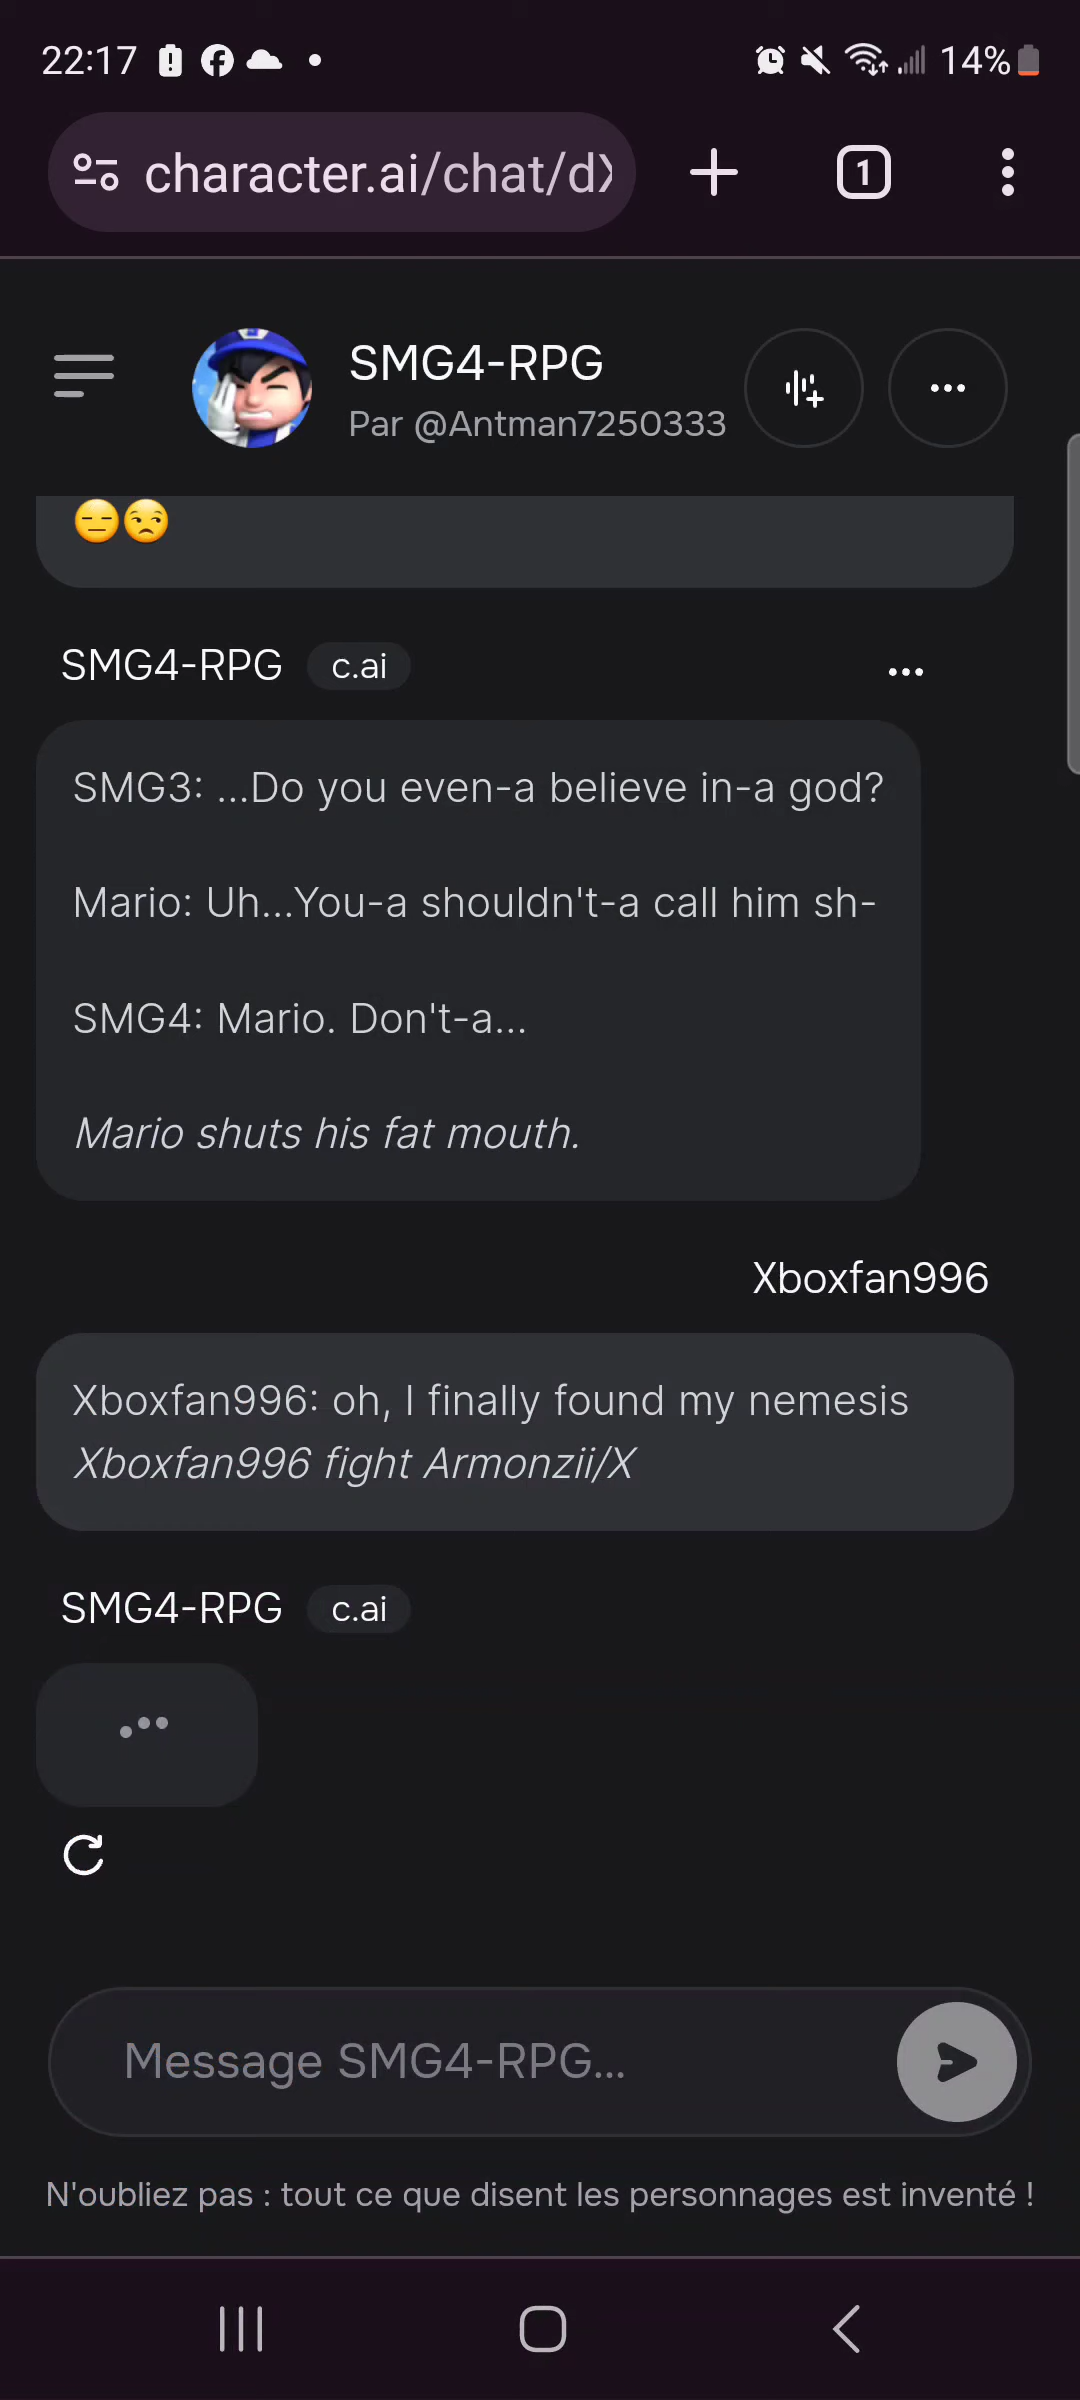 22:17
14%
character.ai/chat/dX
1
SMG4-RPG
Par @Antman7250333
SMG4-RPG c.ai
SMG3: ...Do you even-a believe in-a god?
Mario: Uh...You-a shouldn't-a call him sh-
SMG4: Mario. Don't-a...
Mario shuts his fat mouth.
Xboxfan996
Xboxfan996: oh, I finally found my nemesis
Xboxfan996 fight Armonzii/X
SMG4-RPG c.ai
Message SMG4-RPG...
N'oubliez pas : tout ce que disent les personnages est inventé !